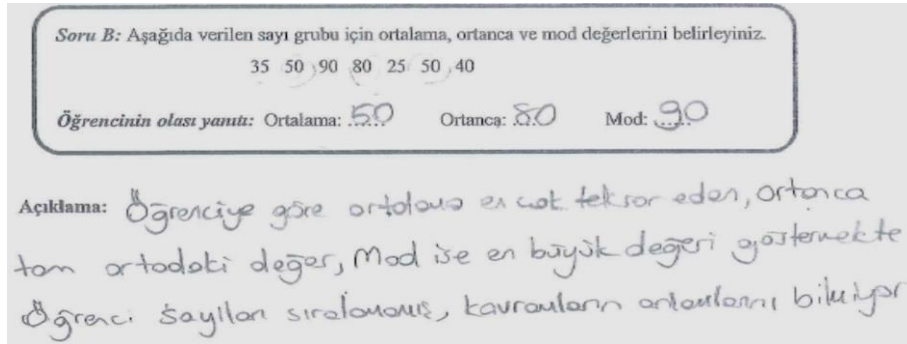 Soru B: Aşağıda verilen sayı grubu için ortalama, ortanca ve mod değerlerini belirleyiniz.
35 50 90 80 25 50 40
Öğrencinin olası yanıtı: Ortalama: 50 Ortanca: 80 Mod: 90
Açıklama: Öğrenciye göre ortalama en çok tekrar eden, ortanca
tam ortadaki değer, Mod ise en büyük değeri göstermekte
Öğrenci sayıları sıralamamış, kavramların anlamlarını bilmiyor